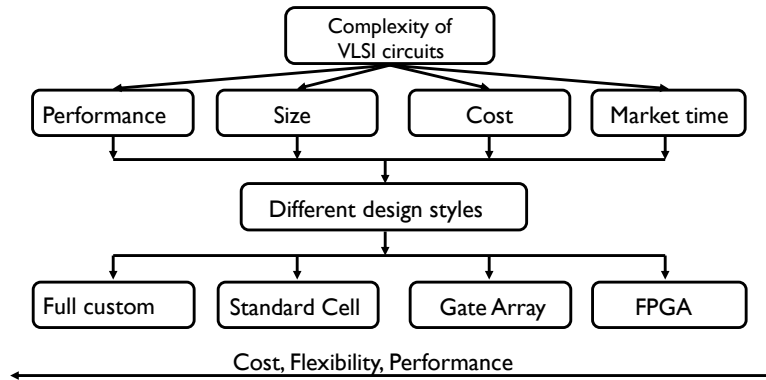 Complexity of
VLSI circuits
Performance
Size
Cost
Market time
Different design styles
Full custom
Standard Cell
Gate Array
FPGA
Cost, Flexibility, Performance